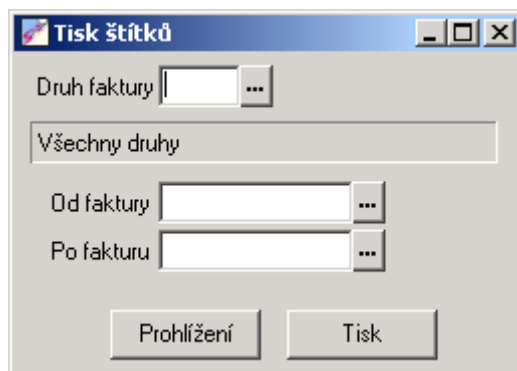 Tisk štítků
Druh faktury ...
Všechny druhy
Od faktury ...
Po fakturu ...
Prohlížení Tisk